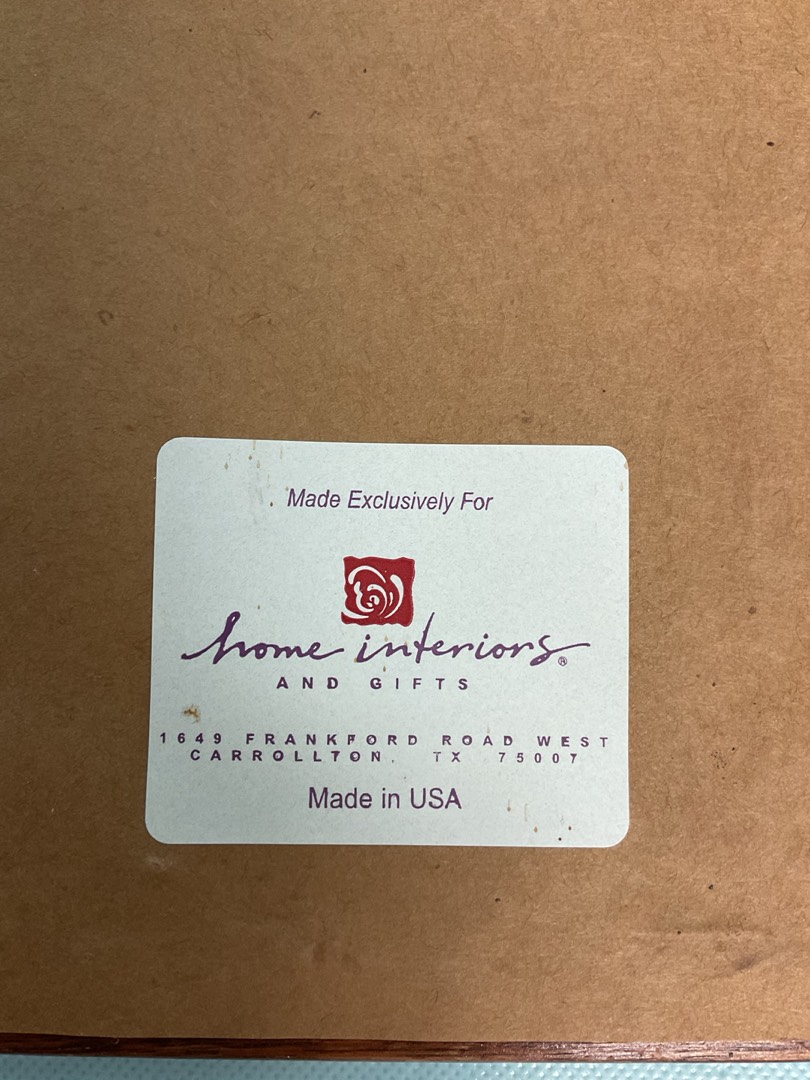 Made Exclusively For
home interiors®
AND GIFTS
1649 FRANKFORD ROAD WEST
CARROLLTON, TX 75007
Made in USA